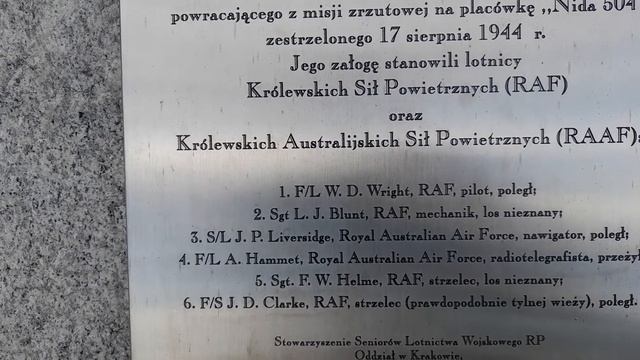 powracającego z misji zrzutowej na placówkę ,,Nida 504
zestrzelonego 17 sierpnia 1944 r.
Jego załogę stanowili lotnicy
Królewskich Sił Powietrznych (RAF)
oraz
Królewskich Australijskich Sił Powietrznych (RAAF):
1. F/L W. D. Wright, RAF, pilot, poległ;
2. Sgt L. J. Blunt, RAF, mechanik, los nieznany;
3. S/L J. P. Liversidge, Royal Australian Air Force, nawigator, poległ;
4. F/L A. Hammet, Royal Australian Air Force, radiotelegrafista, przeżył
5. Sgt. F. W. Helme, RAF, strzelec, los nieznany;
6. F/S J. D. Clarke, RAF, strzelec (prawdopodobnie tylnej wieży), poległ.
Stowarzyszenie Seniorów Lotnictwa Wojskowego RP
Oddział w Krakowie,